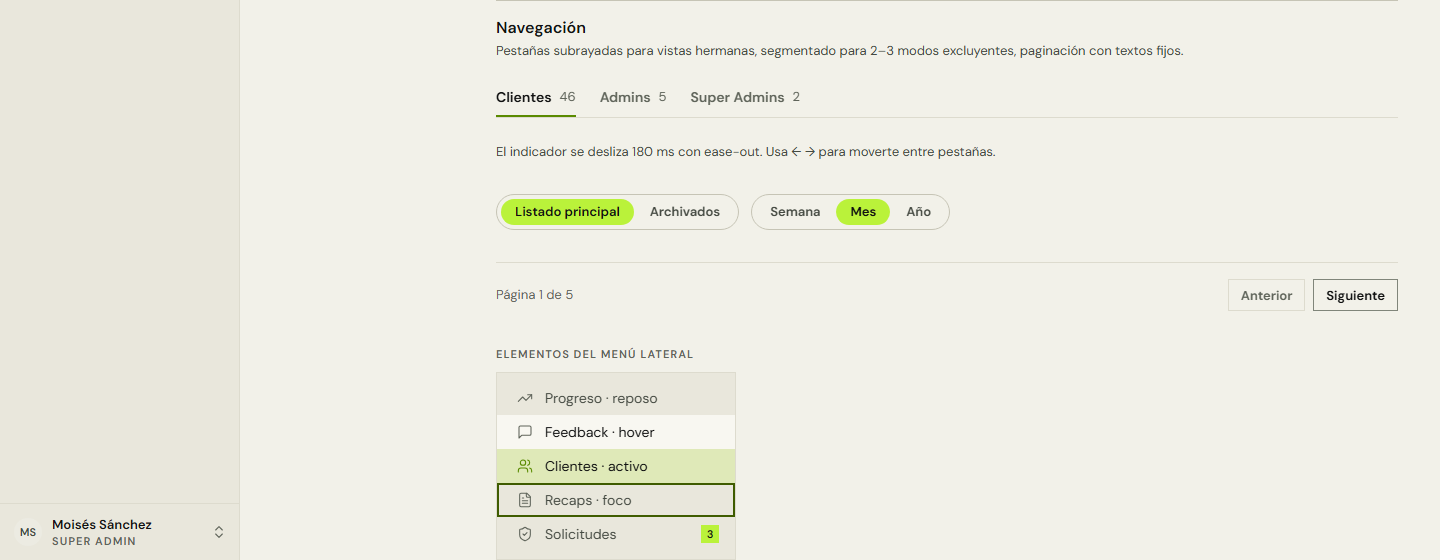 Navegación
Pestañas subrayadas para vistas hermanas, segmentado para 2–3 modos excluyentes, paginación con textos fijos.
Clientes 46 Admins 5 Super Admins 2
El indicador se desliza 180 ms con ease-out. Usa ← → para moverte entre pestañas.
Listado principal Archivados Semana Mes Año
Página 1 de 5 Anterior Siguiente
ELEMENTOS DEL MENÚ LATERAL
Progreso · reposo
Feedback · hover
Clientes · activo
Recaps · foco
Solicitudes 3
MS Moisés Sánchez
SUPER ADMIN